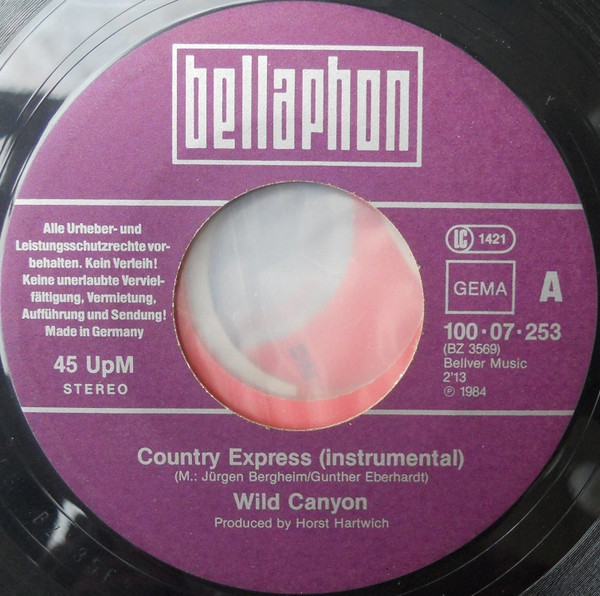 bellaphon
Alle Urheber- und
Leistungsschutzrechte vor-
behalten. Kein Verleih!
Keine unerlaubte Verviel-
fältigung, Vermietung,
Aufführung und Sendung!
Made in Germany
45 UpM
STEREO
LC 1421
GEMA A
100·07·253
(BZ 3569)
Bellver Music
2'13
℗ 1984
Country Express (instrumental)
(M.: Jürgen Bergheim/Gunther Eberhardt)
Wild Canyon
Produced by Horst Hartwich